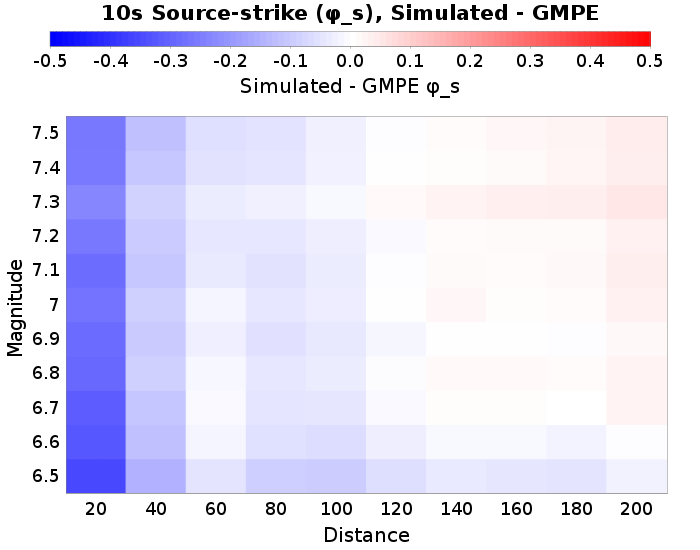 10s Source-strike (φ_s), Simulated - GMPE
-0.5 -0.4 -0.3 -0.2 -0.1 0.0 0.1 0.2 0.3 0.4 0.5
Simulated - GMPE φ_s
Magnitude
7.5
7.4
7.3
7.2
7.1
7
6.9
6.8
6.7
6.6
6.5
20 40 60 80 100 120 140 160 180 200
Distance